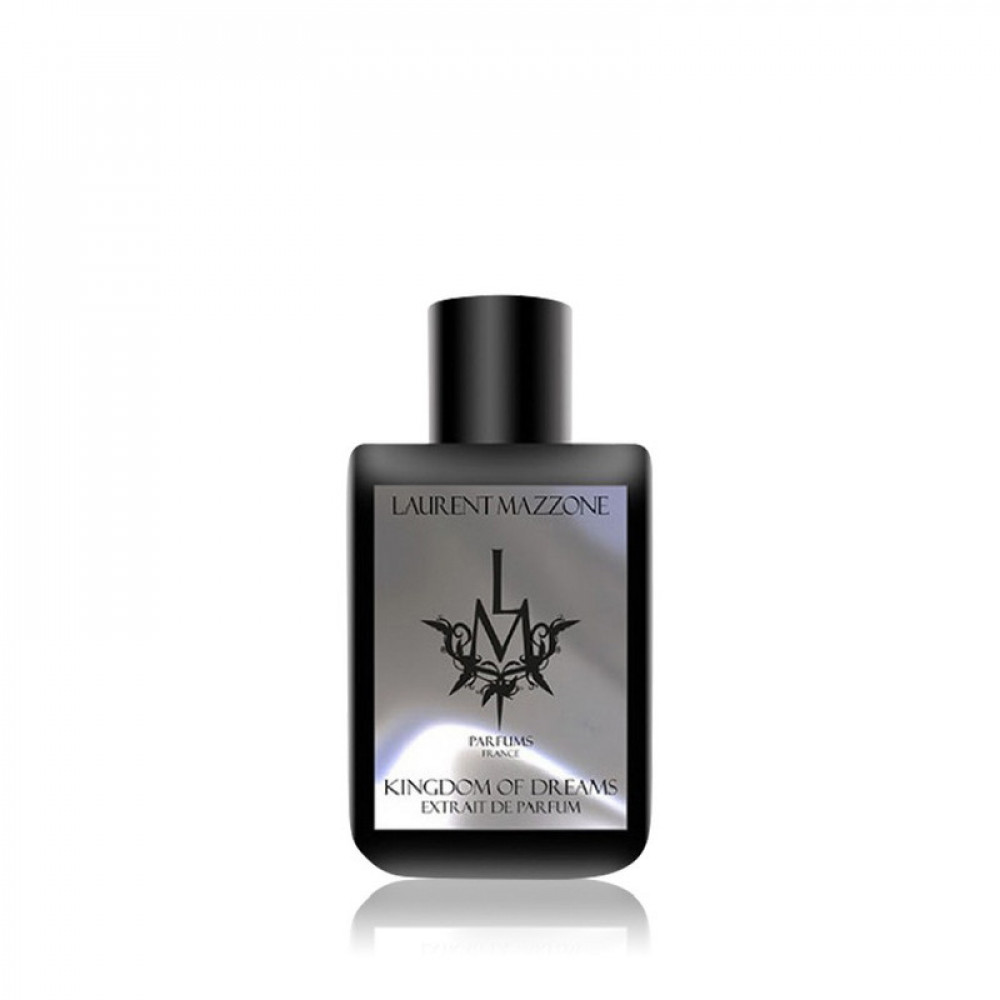 LAURENT MAZZONE
LM
PARFUMS
FRANCE
KINGDOM OF DREAMS
EXTRAIT DE PARFUM